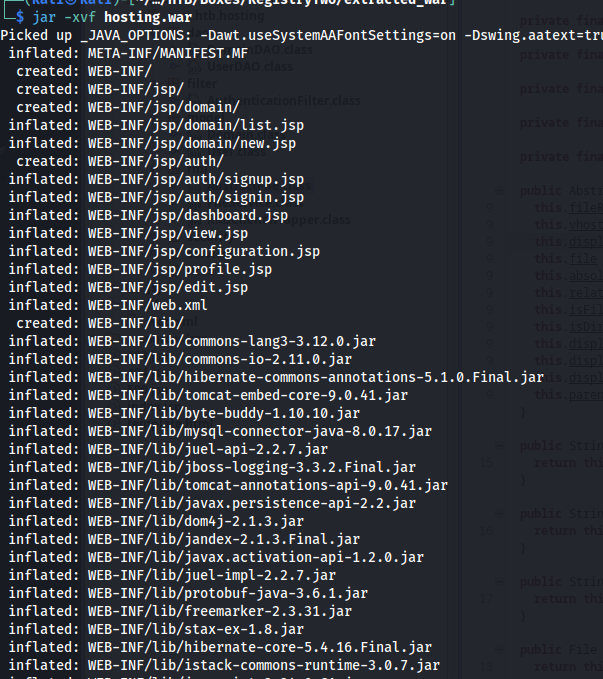 $ jar -xvf hosting.war
Picked up _JAVA_OPTIONS: -Dawt.useSystemAAFontSettings=on -Dswing.aatext=tru
inflated: META-INF/MANIFEST.MF
created: WEB-INF/
created: WEB-INF/jsp/
created: WEB-INF/jsp/domain/
inflated: WEB-INF/jsp/domain/list.jsp
inflated: WEB-INF/jsp/domain/new.jsp
created: WEB-INF/jsp/auth/
inflated: WEB-INF/jsp/auth/signup.jsp
inflated: WEB-INF/jsp/auth/signin.jsp
inflated: WEB-INF/jsp/dashboard.jsp
inflated: WEB-INF/jsp/view.jsp
inflated: WEB-INF/jsp/configuration.jsp
inflated: WEB-INF/jsp/profile.jsp
inflated: WEB-INF/jsp/edit.jsp
inflated: WEB-INF/web.xml
created: WEB-INF/lib/
inflated: WEB-INF/lib/commons-lang3-3.12.0.jar
inflated: WEB-INF/lib/commons-io-2.11.0.jar
inflated: WEB-INF/lib/hibernate-commons-annotations-5.1.0.Final.jar
inflated: WEB-INF/lib/tomcat-embed-core-9.0.41.jar
inflated: WEB-INF/lib/byte-buddy-1.10.10.jar
inflated: WEB-INF/lib/mysql-connector-java-8.0.17.jar
inflated: WEB-INF/lib/juel-api-2.2.7.jar
inflated: WEB-INF/lib/jboss-logging-3.3.2.Final.jar
inflated: WEB-INF/lib/tomcat-annotations-api-9.0.41.jar
inflated: WEB-INF/lib/javax.persistence-api-2.2.jar
inflated: WEB-INF/lib/dom4j-2.1.3.jar
inflated: WEB-INF/lib/jandex-2.1.3.Final.jar
inflated: WEB-INF/lib/javax.activation-api-1.2.0.jar
inflated: WEB-INF/lib/juel-impl-2.2.7.jar
inflated: WEB-INF/lib/protobuf-java-3.6.1.jar
inflated: WEB-INF/lib/freemarker-2.3.31.jar
inflated: WEB-INF/lib/stax-ex-1.8.jar
inflated: WEB-INF/lib/hibernate-core-5.4.16.Final.jar
inflated: WEB-INF/lib/istack-commons-runtime-3.0.7.jar